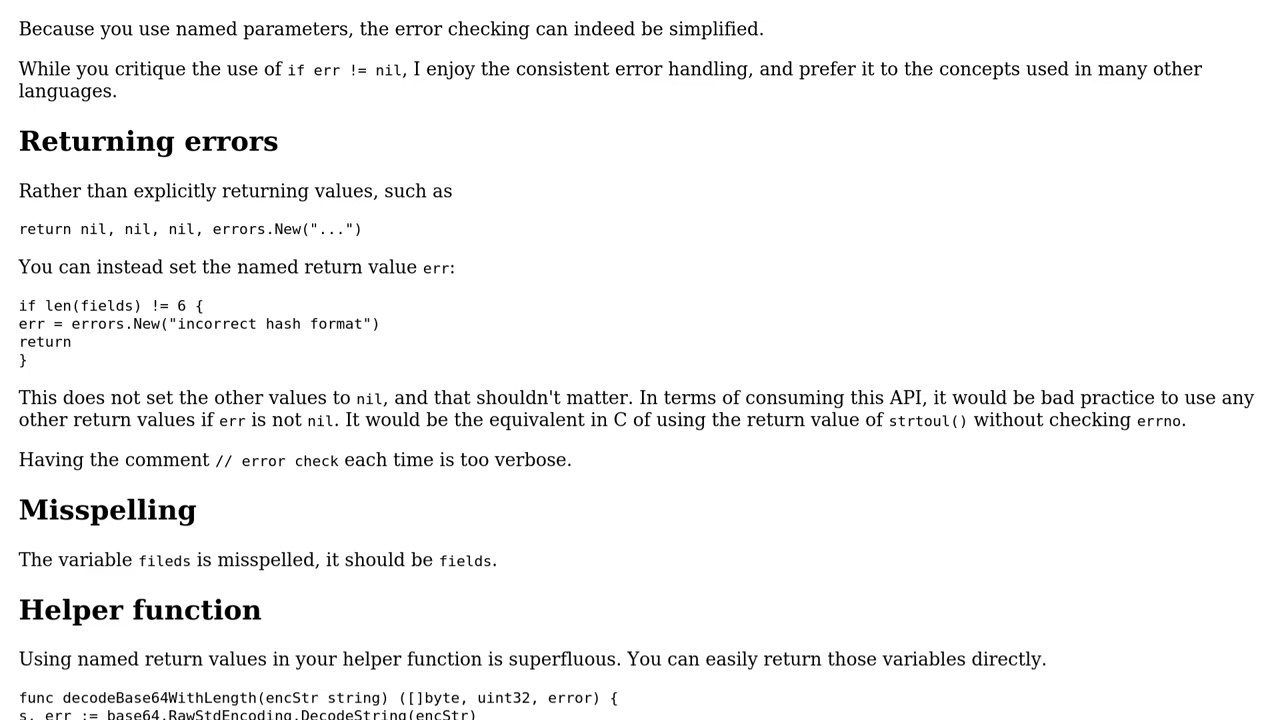 Because you use named parameters, the error checking can indeed be simplified.
While you critique the use of if err != nil, I enjoy the consistent error handling, and prefer it to the concepts used in many other
languages.
Returning errors
Rather than explicitly returning values, such as
return nil, nil, nil, errors.New("...")
You can instead set the named return value err:
if len(fields) != 6 {
err = errors.New("incorrect hash format")
return
}
This does not set the other values to nil, and that shouldn't matter. In terms of consuming this API, it would be bad practice to use any
other return values if err is not nil. It would be the equivalent in C of using the return value of strtoul() without checking errno.
Having the comment // error check each time is too verbose.
Misspelling
The variable fileds is misspelled, it should be fields.
Helper function
Using named return values in your helper function is superfluous. You can easily return those variables directly.
func decodeBase64WithLength(encStr string) ([]byte, uint32, error) {
s, err := base64.RawStdEncoding.DecodeString(encStr)